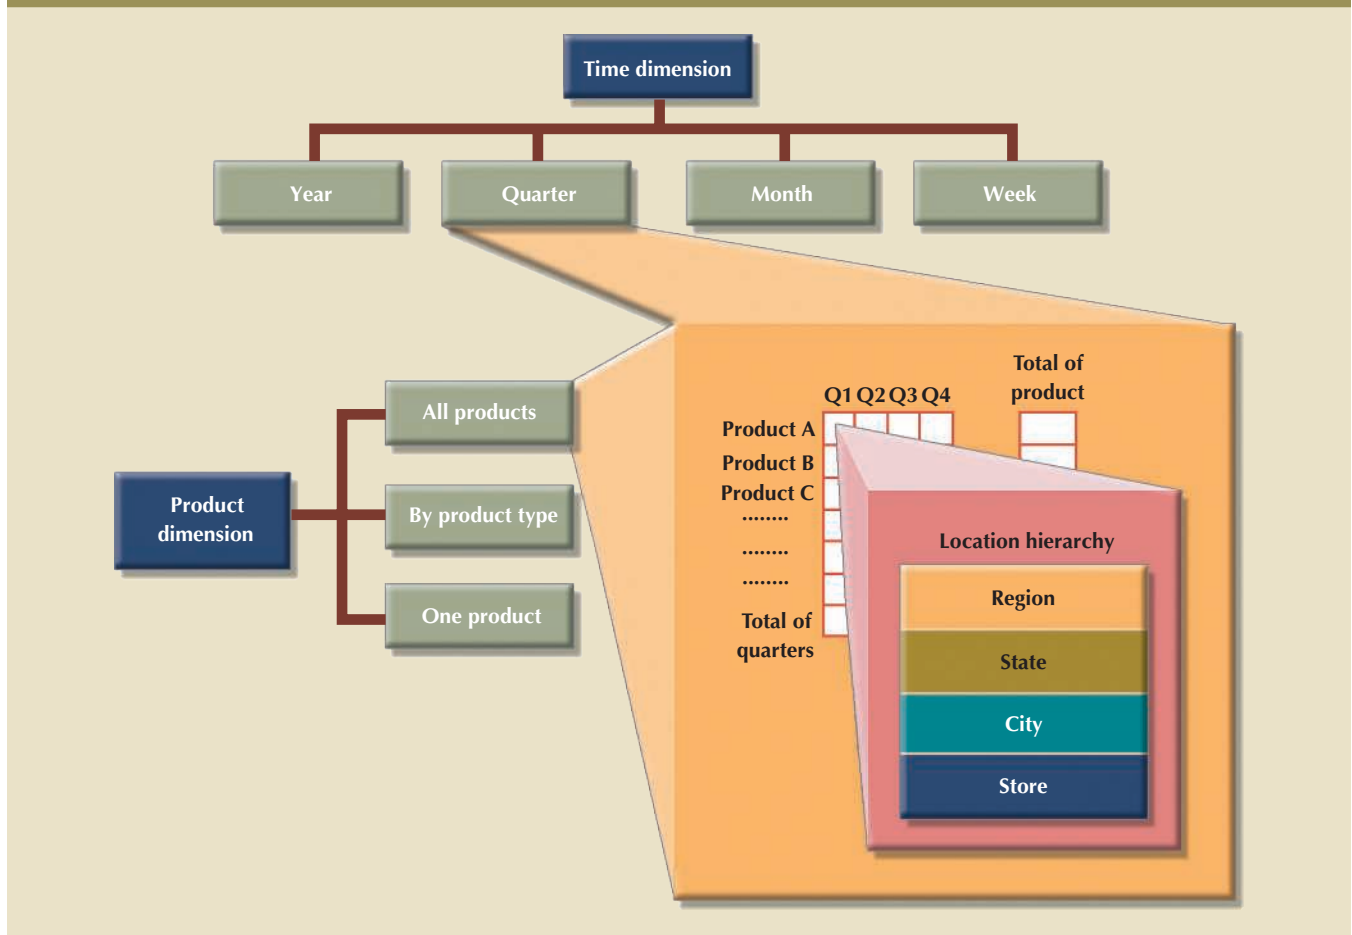 Time dimension
Year
Quarter
Month
Week
Total of
product
Q1 Q2 Q3 Q4
All products
Product A
Product B
Product C
........
........
........
Total of
quarters
Product
dimension
By product type
One product
Location hierarchy
Region
State
City
Store